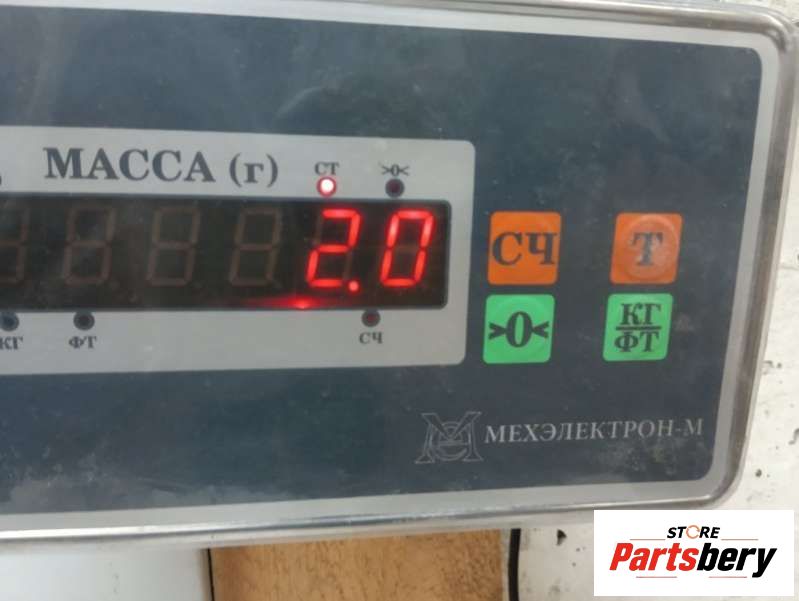 МАССА (г)
СТ
>0<
2.0
СЧ
Т
>0<
КГ
ФТ
КГ
ФТ
СЧ
МЕХЭЛЕКТРОН-М
STORE
Partsbery